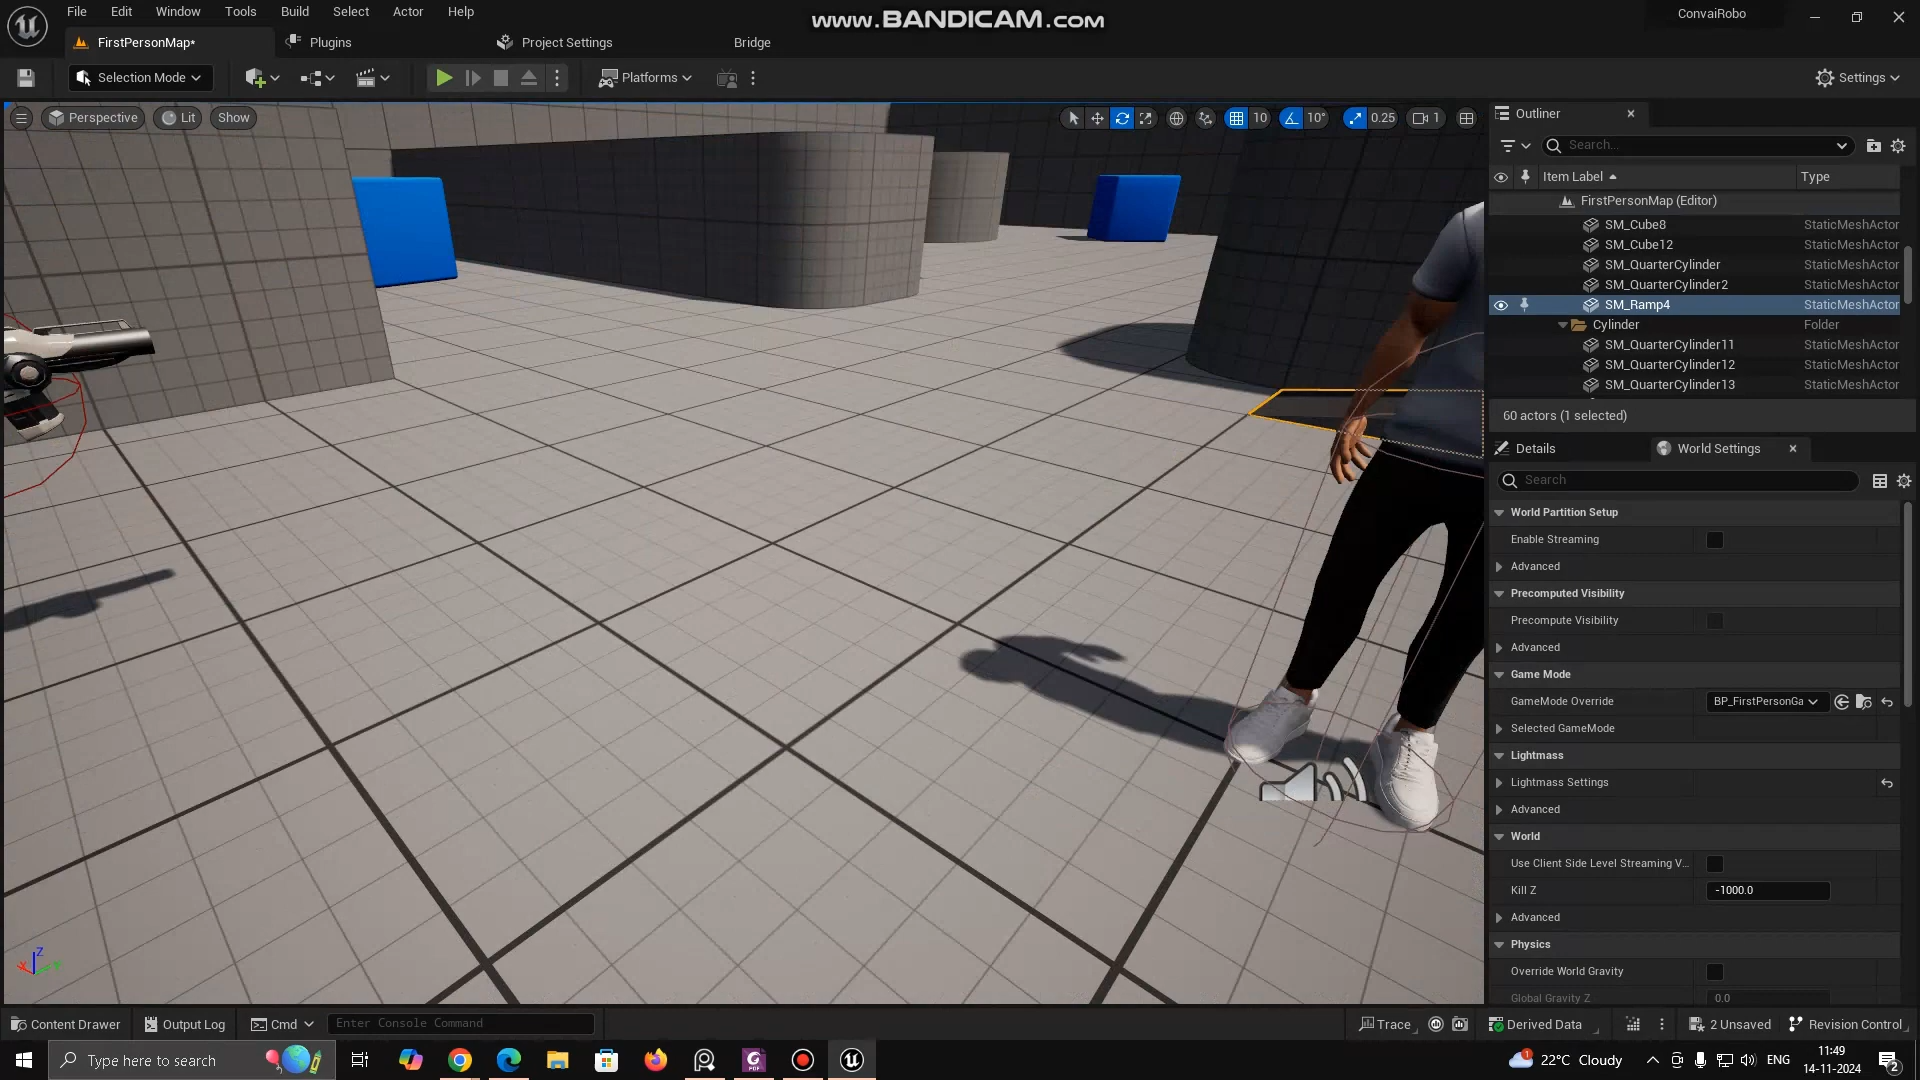 File Edit Window Tools Build Select Actor Help
www.BANDICAM.com
ConvaiRobo
FirstPersonMap*
Plugins
Project Settings
Bridge
Selection Mode
Platforms
Settings
Perspective
Lit
Show
10
10°
0.25
1
Outliner
Search...
Item Label
Type
FirstPersonMap (Editor)
SM_Cube8 StaticMeshActor
SM_Cube12 StaticMeshActor
SM_QuarterCylinder StaticMeshActor
SM_QuarterCylinder2 StaticMeshActor
SM_Ramp4 StaticMeshActor
Cylinder Folder
SM_QuarterCylinder11 StaticMeshActor
SM_QuarterCylinder12 StaticMeshActor
SM_QuarterCylinder13 StaticMeshActor
60 actors (1 selected)
Details
World Settings
Search
World Partition Setup
Enable Streaming
Advanced
Precomputed Visibility
Precompute Visibility
Advanced
Game Mode
GameMode Override BP_FirstPersonGa
Selected GameMode
Lightmass
Lightmass Settings
Advanced
World
Use Client Side Level Streaming V...
Kill Z -1000.0
Advanced
Physics
Override World Gravity
Global Gravity Z 0.0
Z
X
Y
Content Drawer
Output Log
Cmd
Enter Console Command
Trace
Derived Data
2 Unsaved
Revision Control
Type here to search
1
22°C Cloudy
ENG
11:49
14-11-2024
2